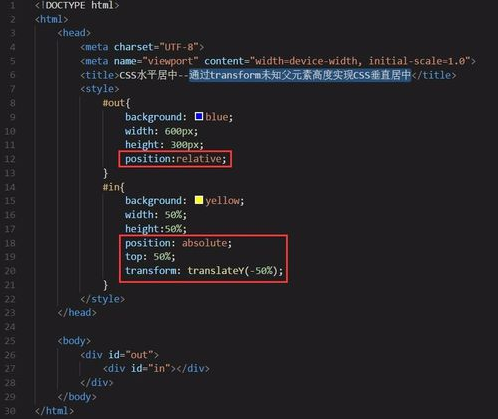 1 <!DOCTYPE html>
2 <html>
3 <head>
4 <meta charset="UTF-8">
5 <meta name="viewport" content="width=device-width, initial-scale=1.0">
6 <title>CSS水平居中--通过transform未知父元素高度实现CSS垂直居中</title>
7 <style>
8 #out{
9 background: blue;
10 width: 600px;
11 height: 300px;
12 position:relative;
13 }
14 #in{
15 background: yellow;
16 width: 50%;
17 height:50%;
18 position: absolute;
19 top: 50%;
20 transform: translateY(-50%);
21 }
22 </style>
23 </head>
24
25 <body>
26 <div id="out">
27 <div id="in"></div>
28 </div>
29 </body>
30 </html>